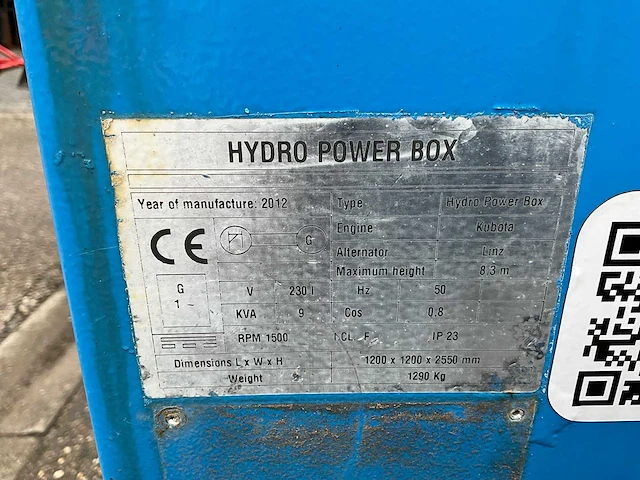 HYDRO POWER BOX
Year of manufacture: 2012 Type Hydro Power Box
Engine Kubota
CE G Alternator Linz
Maximum height 8.3 m
G 1 V 230 Hz 50
KVA 9 Cos 0,8
RPM 1500 I.CL. F IP 23
Dimensions L x W x H 1200 x 1200 x 2550 mm
Weight 1290 Kg